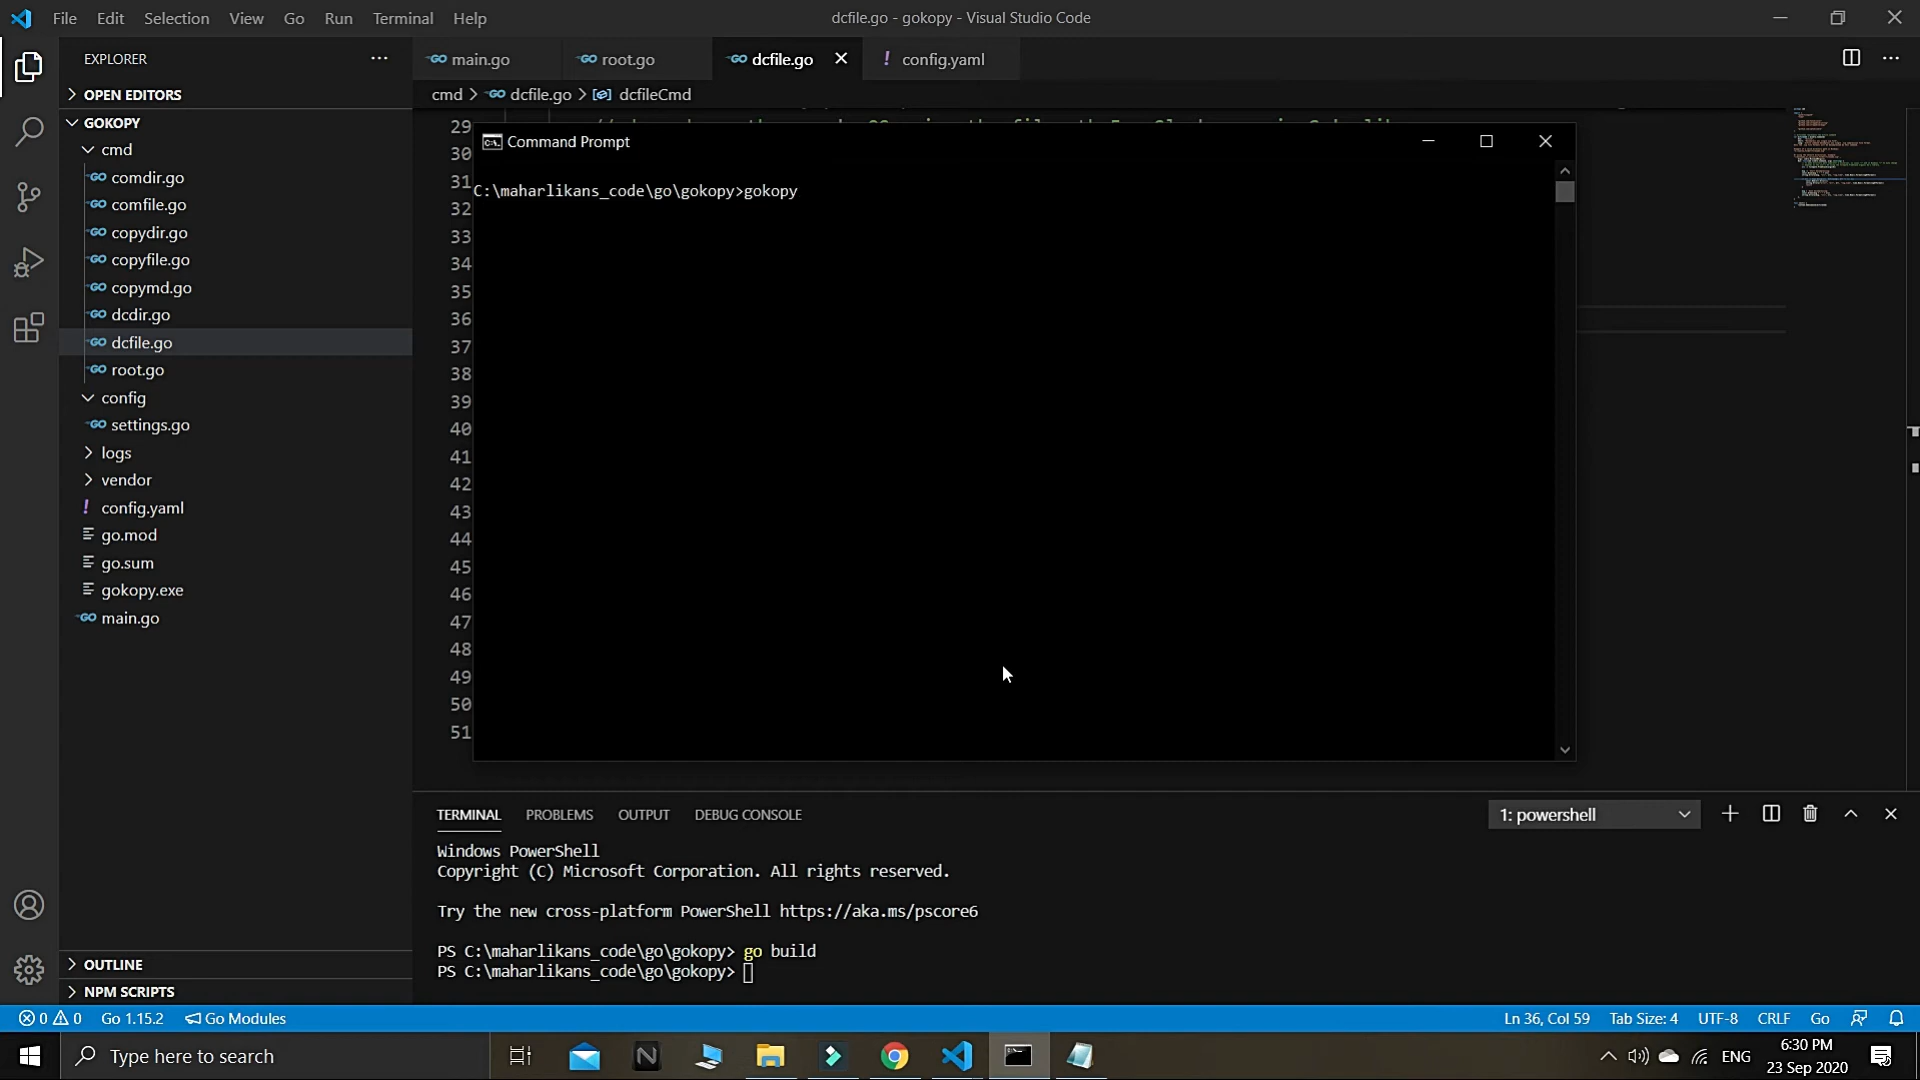 File Edit Selection View Go Run Terminal Help
dcfile.go - gokopy - Visual Studio Code
EXPLORER
main.go
root.go
dcfile.go
config.yaml
OPEN EDITORS
cmd > dcfile.go > dcfileCmd
GOKOPY
cmd
comdir.go
comfile.go
copydir.go
copyfile.go
copymd.go
dcdir.go
dcfile.go
root.go
config
settings.go
logs
vendor
config.yaml
go.mod
go.sum
gokopy.exe
main.go
OUTLINE
NPM SCRIPTS
29
30
31
32
33
34
35
36
37
38
39
40
41
42
43
44
45
46
47
48
49
50
51
Command Prompt
C:\maharlikans_code\go\gokopy>gokopy
TERMINAL PROBLEMS OUTPUT DEBUG CONSOLE
1: powershell
Windows PowerShell
Copyright (C) Microsoft Corporation. All rights reserved.
Try the new cross-platform PowerShell https://aka.ms/pscore6
PS C:\maharlikans_code\go\gokopy> go build
PS C:\maharlikans_code\go\gokopy>
0 0 Go 1.15.2 Go Modules
Ln 36, Col 59 Tab Size: 4 UTF-8 CRLF Go
Type here to search
ENG
6:30 PM
23 Sep 2020